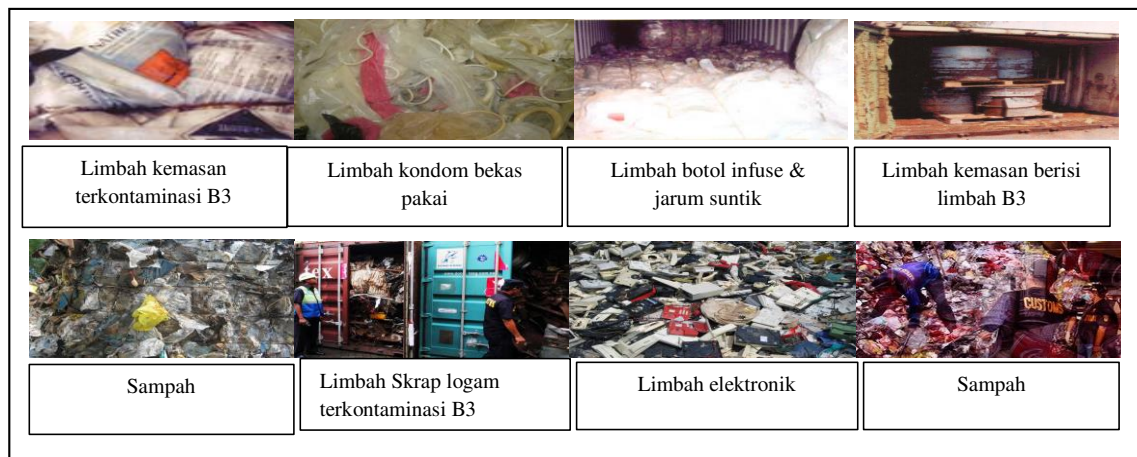 Limbah kemasan
terkontaminasi B3
Limbah kondom bekas
pakai
Limbah botol infuse &
jarum suntik
Limbah kemasan berisi
limbah B3
tex
CUSTOMS
Sampah
Limbah Skrap logam
terkontaminasi B3
Limbah elektronik
Sampah